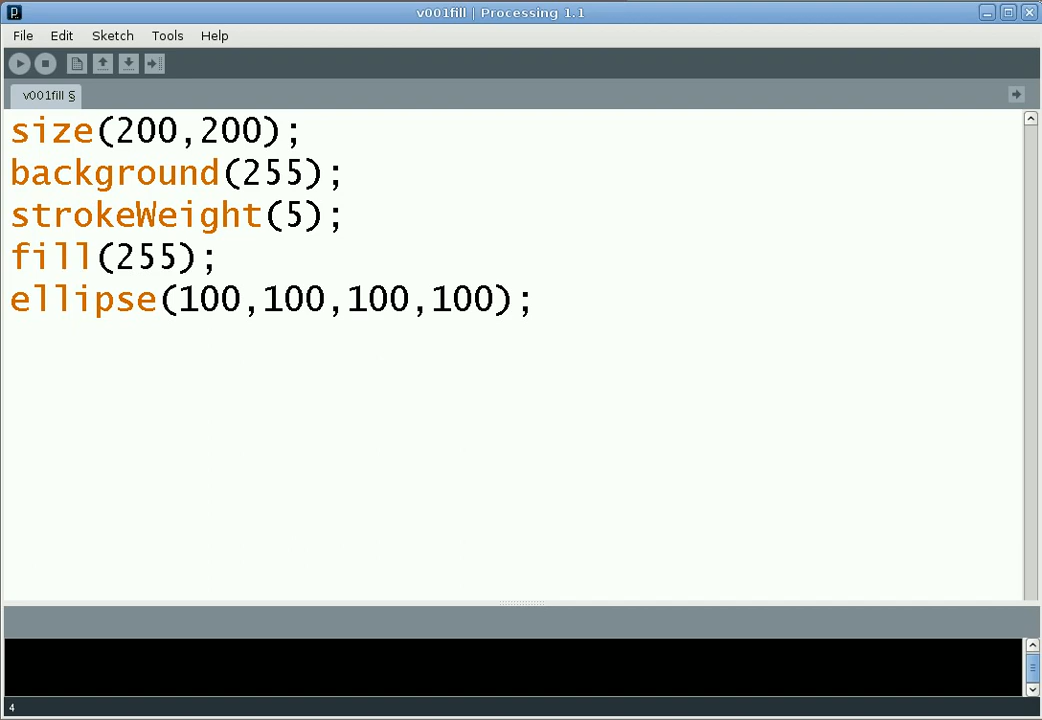 v001fill | Processing 1.1
File Edit Sketch Tools Help
v001fill §
size(200,200);
background(255);
strokeWeight(5);
fill(255);
ellipse(100,100,100,100);
4